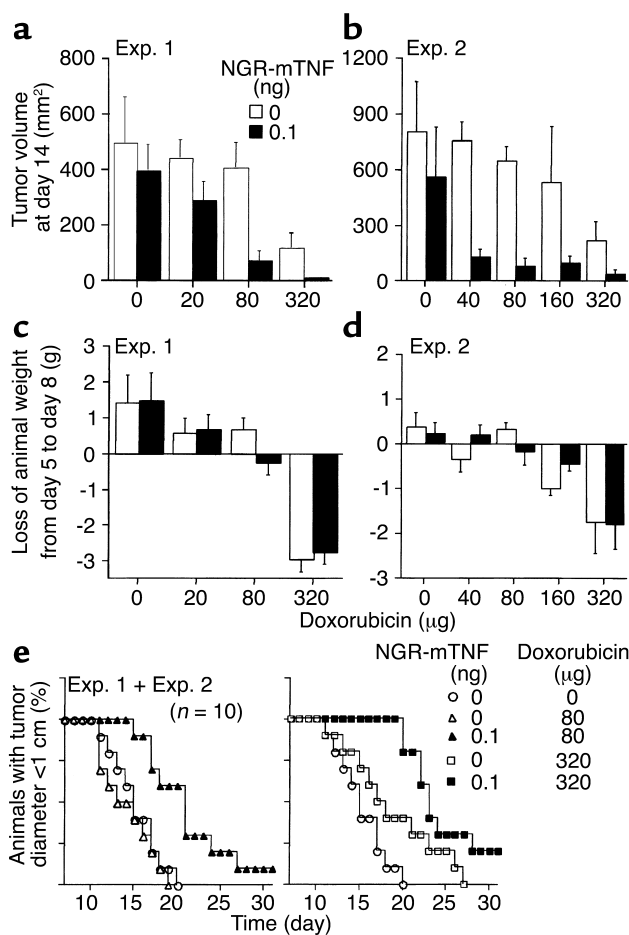 a
Exp. 1
NGR-mTNF
(ng)
0
0.1
Tumor volume
at day 14 (mm²)
800
600
400
200
0
0 20 80 320
b
Exp. 2
1200
900
600
300
0
0 40 80 160 320
c
Exp. 1
Loss of animal weight
from day 5 to day 8 (g)
3
2
1
0
-1
-2
-3
0 20 80 320
d
Exp. 2
2
1
0
-1
-2
-3
0 40 80 160 320
Doxorubicin (µg)
e
Exp. 1 + Exp. 2
(n = 10)
Animals with tumor
diameter <1 cm (%)
10 15 20 30
10 15 20 30
Time (day)
NGR-mTNF Doxorubicin
(ng) (µg)
0 0
0 80
0.1 80
0 320
0.1 320